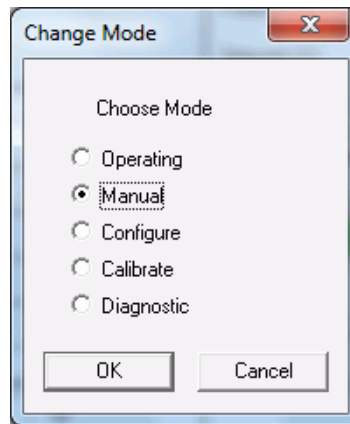 Change Mode
Choose Mode
Operating
Manual
Configure
Calibrate
Diagnostic
OK
Cancel